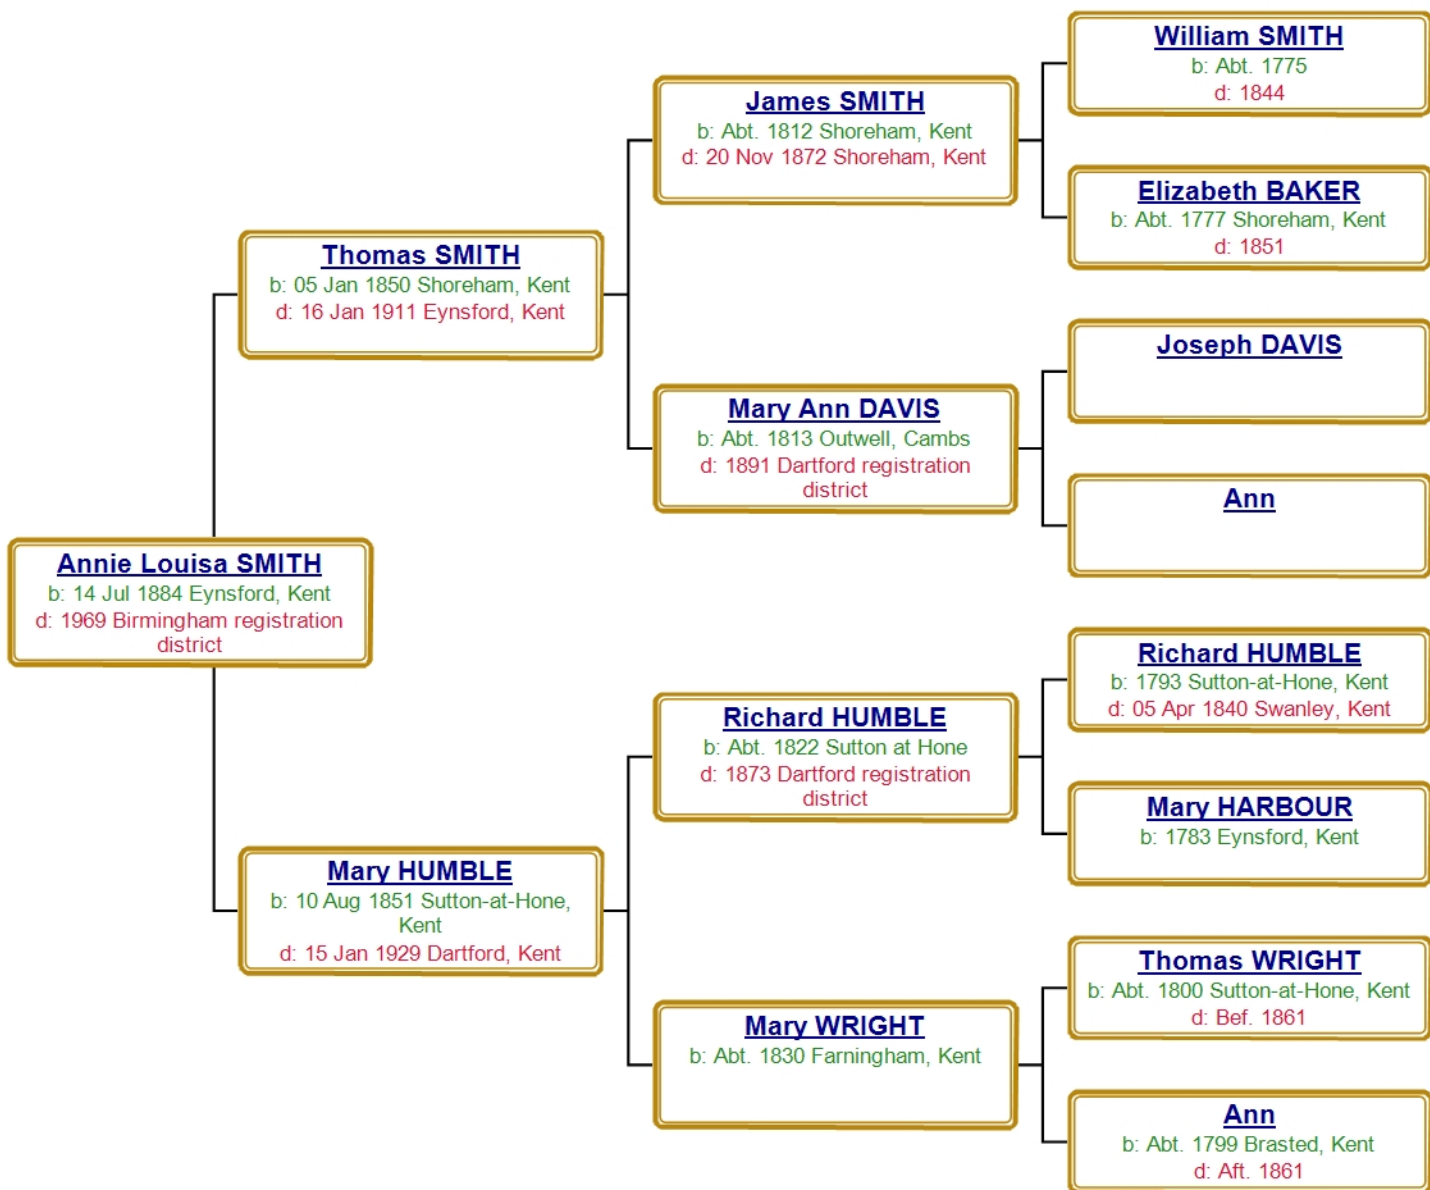 William SMITH
b: Abt. 1775
d: 1844
James SMITH
b: Abt. 1812 Shoreham, Kent
d: 20 Nov 1872 Shoreham, Kent
Elizabeth BAKER
b: Abt. 1777 Shoreham, Kent
d: 1851
Thomas SMITH
b: 05 Jan 1850 Shoreham, Kent
d: 16 Jan 1911 Eynsford, Kent
Joseph DAVIS
Mary Ann DAVIS
b: Abt. 1813 Outwell, Cambs
d: 1891 Dartford registration
district
Ann
Annie Louisa SMITH
b: 14 Jul 1884 Eynsford, Kent
d: 1969 Birmingham registration
district
Richard HUMBLE
b: 1793 Sutton-at-Hone, Kent
d: 05 Apr 1840 Swanley, Kent
Richard HUMBLE
b: Abt. 1822 Sutton at Hone
d: 1873 Dartford registration
district
Mary HARBOUR
b: 1783 Eynsford, Kent
Mary HUMBLE
b: 10 Aug 1851 Sutton-at-Hone,
Kent
d: 15 Jan 1929 Dartford, Kent
Thomas WRIGHT
b: Abt. 1800 Sutton-at-Hone, Kent
d: Bef. 1861
Mary WRIGHT
b: Abt. 1830 Farningham, Kent
Ann
b: Abt. 1799 Brasted, Kent
d: Aft. 1861